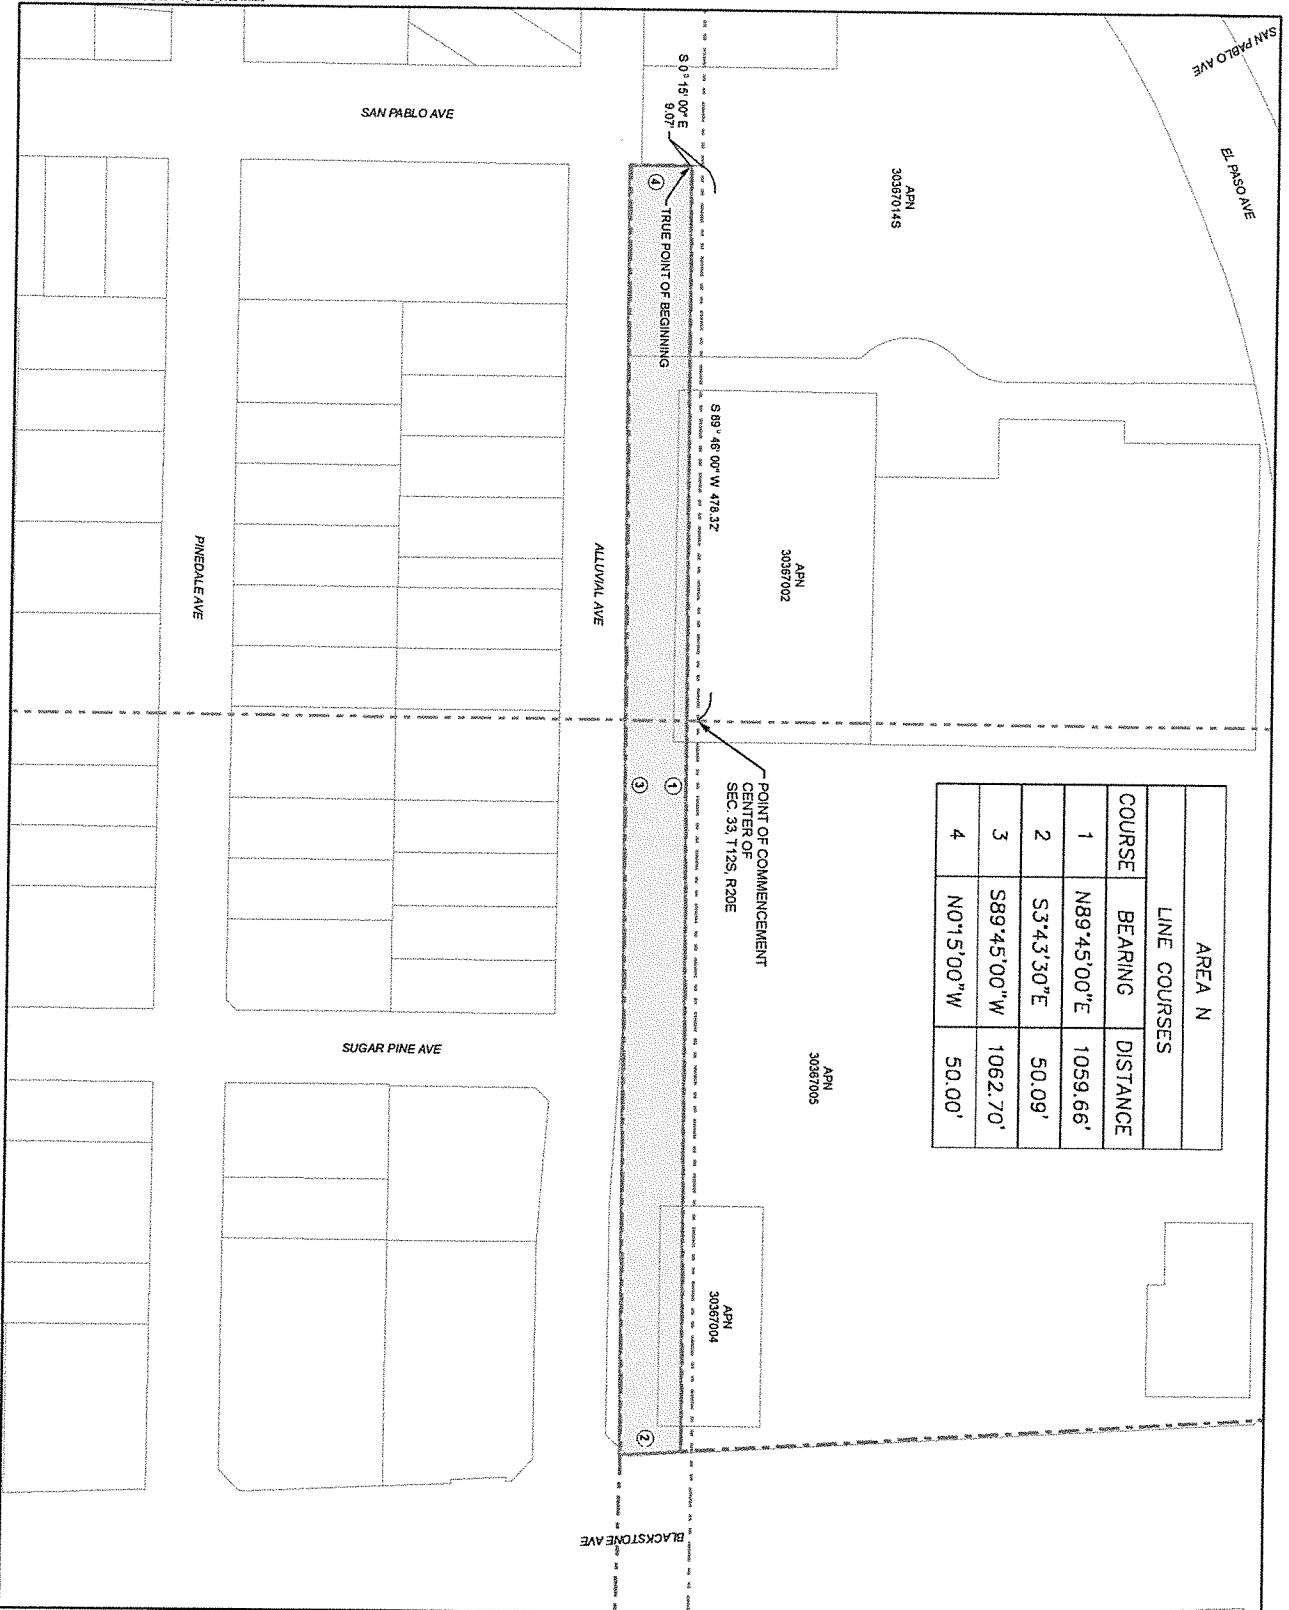 SAN PABLO AVE
EL PASO AVE
SAN PABLO AVE
S 0° 15' 00" E
9.07'
APN
30367014S
4
TRUE POINT OF BEGINNING
S 89° 46' 00" W 478.32'
APN
30367002
ALLUVIAL AVE
PINEDALE AVE
1
3
POINT OF COMMENCEMENT
CENTER OF
SEC. 33, T12S, R20E
AREA N
LINE COURSES
COURSE BEARING DISTANCE
1 N89°45'00"E 1059.66'
2 S3°43'30"E 50.09'
3 S89°45'00"W 1062.70'
4 N0°15'00"W 50.00'
APN
30367005
SUGAR PINE AVE
APN
30367004
2
BLACKSTONE AVE